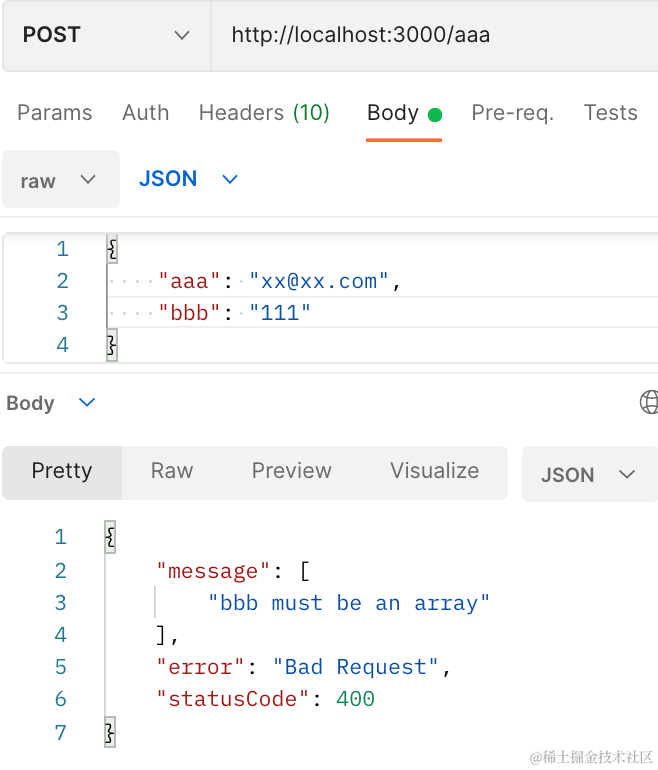 POST http://localhost:3000/aaa
Params Auth Headers (10) Body Pre-req. Tests
raw JSON
1 {
2 "aaa": "xx@xx.com",
3 "bbb": "111"
4 }
Body
Pretty Raw Preview Visualize JSON
1 {
2 "message": [
3 "bbb must be an array"
4 ],
5 "error": "Bad Request",
6 "statusCode": 400
7 }
@稀土掘金技术社区